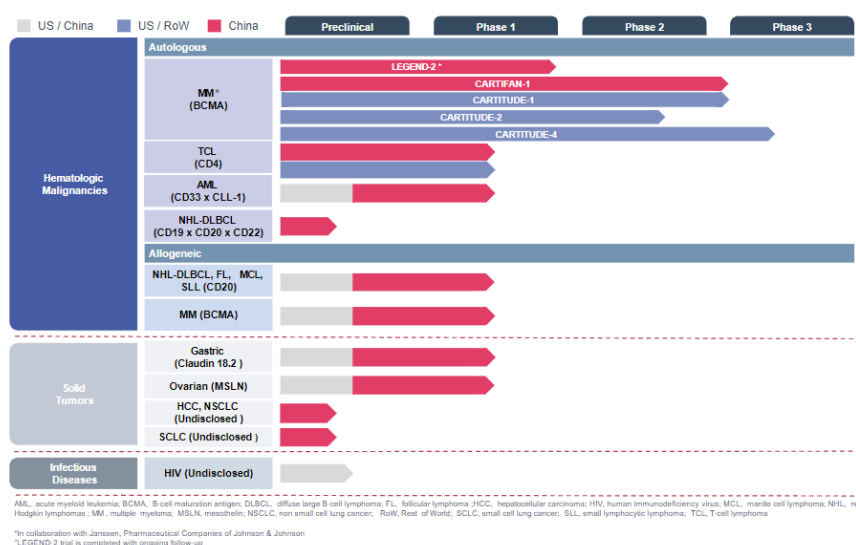 US / China US / RoW China Preclinical Phase 1 Phase 2 Phase 3
Autologous
LEGEND-2 *
MM*
(BCMA)
CARTIFAN-1
CARTITUDE-1
CARTITUDE-2
CARTITUDE-4
TCL
(CD4)
Hematologic
Malignancies
AML
(CD33 x CLL-1)
NHL-DLBCL
(CD19 x CD20 x CD22)
Allogeneic
NHL-DLBCL, FL, MCL,
SLL (CD20)
MM (BCMA)
Gastric
(Claudin 18.2 )
Solid
Tumors
Ovarian (MSLN)
HCC, NSCLC
(Undisclosed )
SCLC (Undisclosed )
Infectious
Diseases
HIV (Undisclosed)
AML, acute myeloid leukemia; BCMA, B-cell maturation antigen; DLBCL, diffuse large B-cell lymphoma; FL, follicular lymphoma ;HCC, hepatocellular carcinoma; HIV, human immunodeficiency virus; MCL, mantle cell lymphoma; NHL,
Hodgkin lymphomas ; MM , multiple myeloma; MSLN, mesothelin; NSCLC, non small cell lung cancer; RoW, Rest of World; SCLC, small cell lung cancer; SLL, small lymphocytic lymphoma; TCL, T-cell lymphoma
*In collaboration with Janssen, Pharmaceutical Companies of Johnson & Johnson
*LEGEND-2 trial is completed with ongoing follow-up